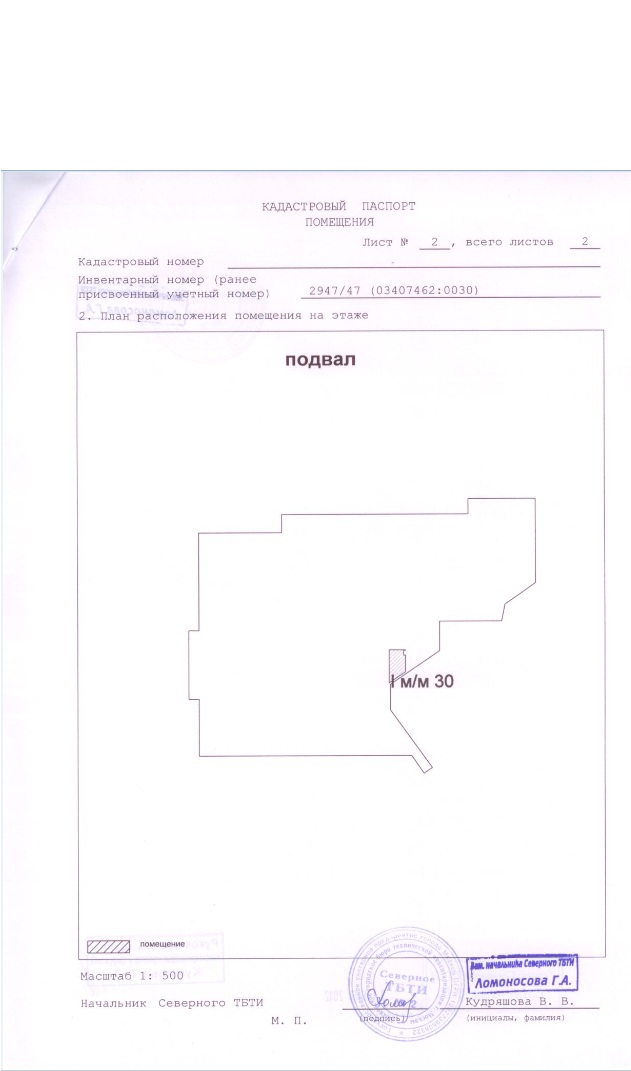 КАДАСТРОВЫЙ ПАСПОРТ
ПОМЕЩЕНИЯ
Лист № 2 , всего листов 2
Кадастровый номер
Инвентарный номер (ранее
присвоенный учетный номер) 2947/47 (03407462:0030)
2. План расположения помещения на этаже
подвал
I м/м 30
помещение
Масштаб 1: 500
Северное
ТБТИ
Зам. начальника Северного ТБТИ
Ломоносова Г.А.
Начальник Северного ТБТИ
Кудряшова В. В.
М. П.
(подпись)
(инициалы, фамилия)